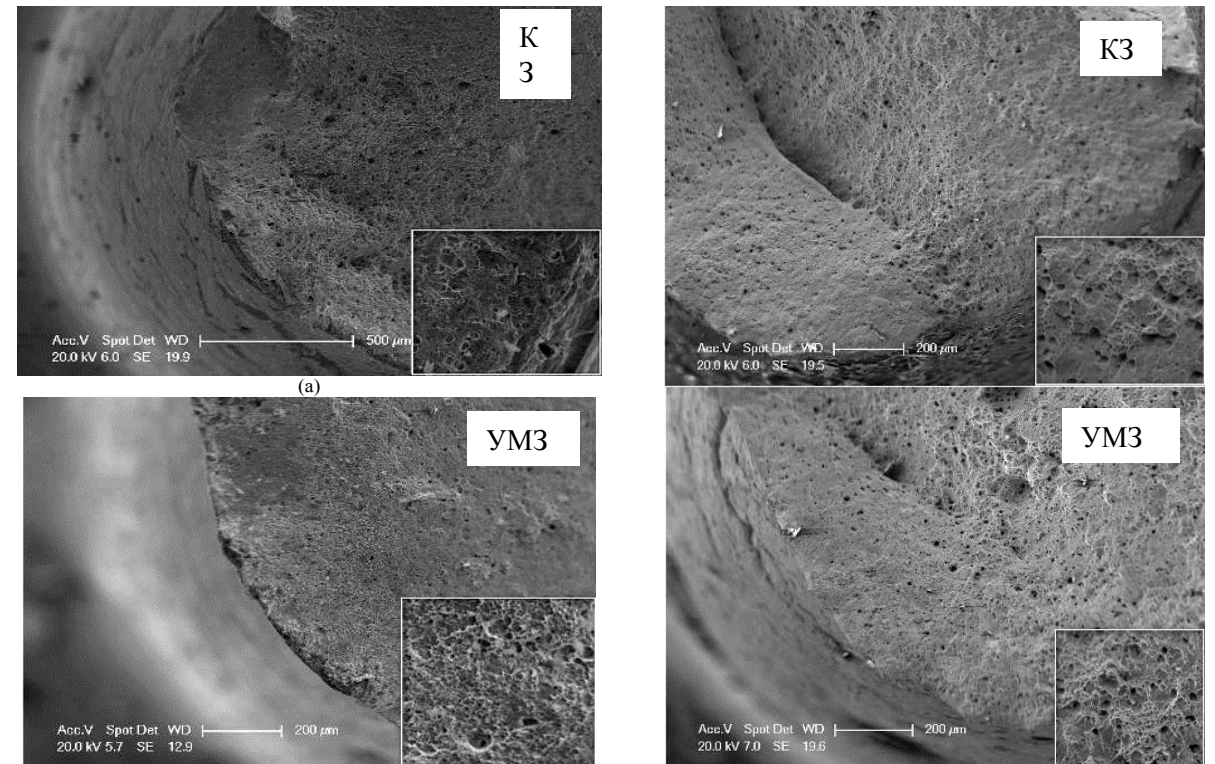 К
З
Acc.V Spot Det WD 500 µm
20.0 kV 6.0 SE 19.9
(a)
КЗ
Acc.V Spot Det WD 200 µm
20.0 kV 6.0 SE 19.5
УМЗ
Acc.V Spot Det WD 200 µm
20.0 kV 5.7 SE 12.9
УМЗ
Acc.V Spot Det WD 200 µm
20.0 kV 7.0 SE 19.6